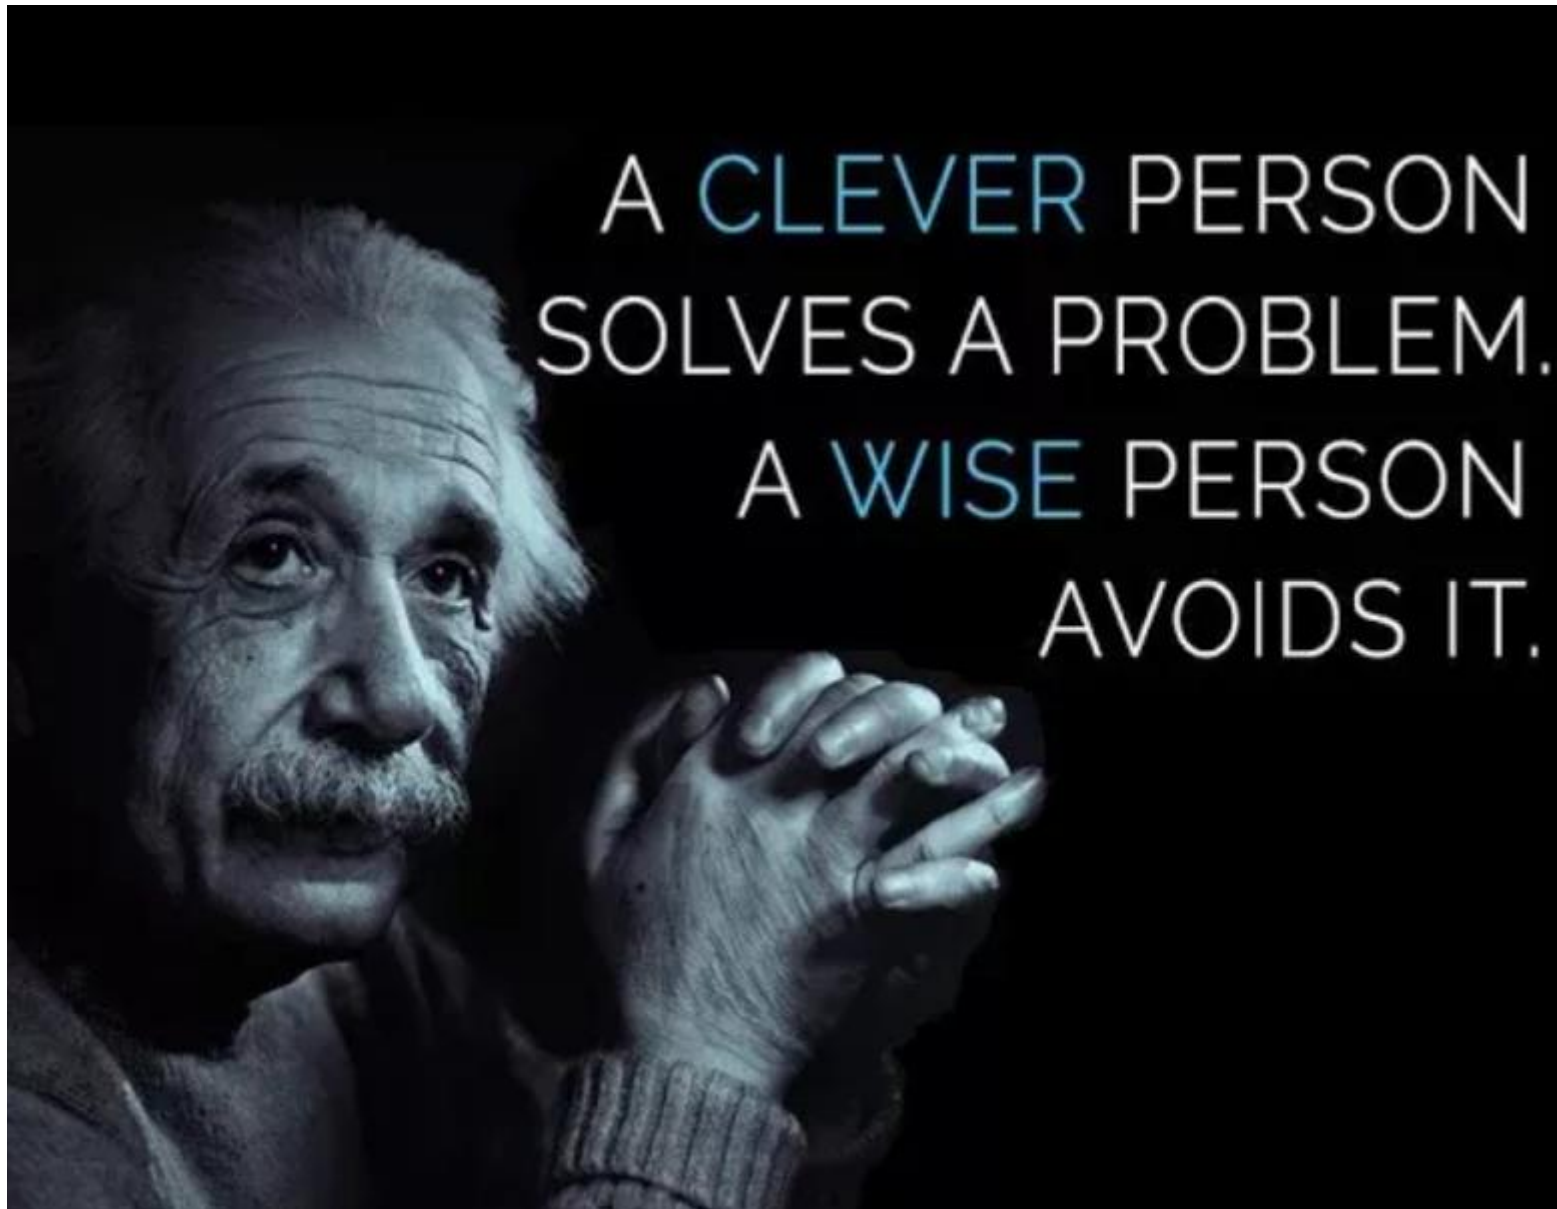 A CLEVER PERSON
SOLVES A PROBLEM.
A WISE PERSON
AVOIDS IT.